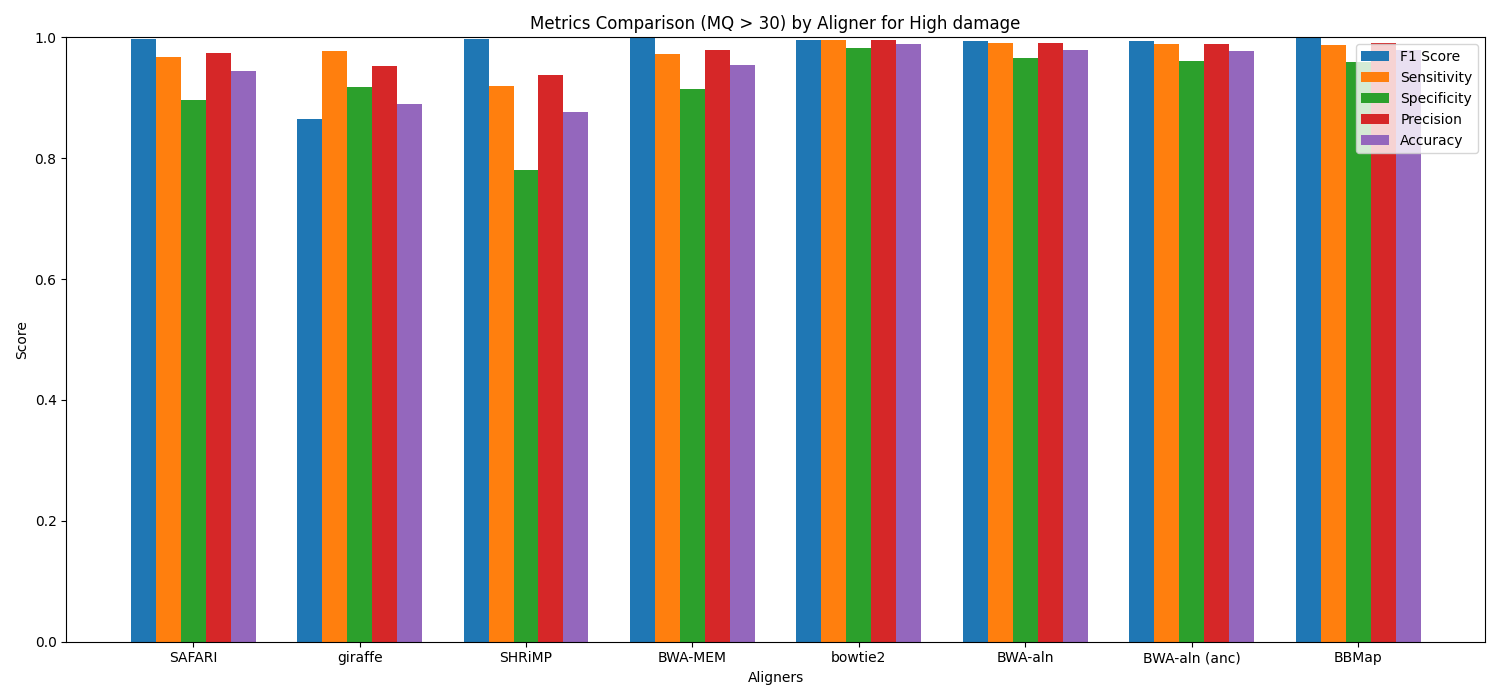 Metrics Comparison (MQ > 30) by Aligner for High damage
1.0
0.8
0.6
0.4
0.2
0.0
Score
F1 Score
Sensitivity
Specificity
Precision
Accuracy
SAFARI giraffe SHRiMP BWA-MEM bowtie2 BWA-aln BWA-aln (anc) BBMap
Aligners